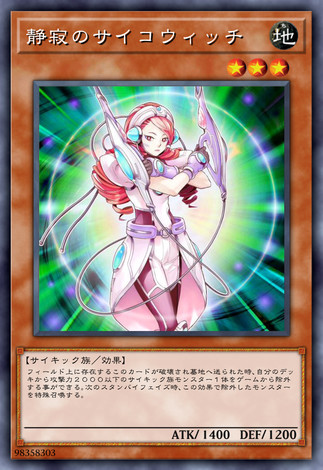 静寂のサイコウィッチ
地
【サイキック族／効果】
フィールド上に存在するこのカードが破壊され墓地へ送られた時、自分のデ
ッキから攻撃力２０００以下のサイキック族モンスター１体をゲームから除外
する事ができる。次のスタンバイフェイズ時、この効果で除外したモンスター
を特殊召喚する。
ATK/ 1400 DEF/ 1200
98358303